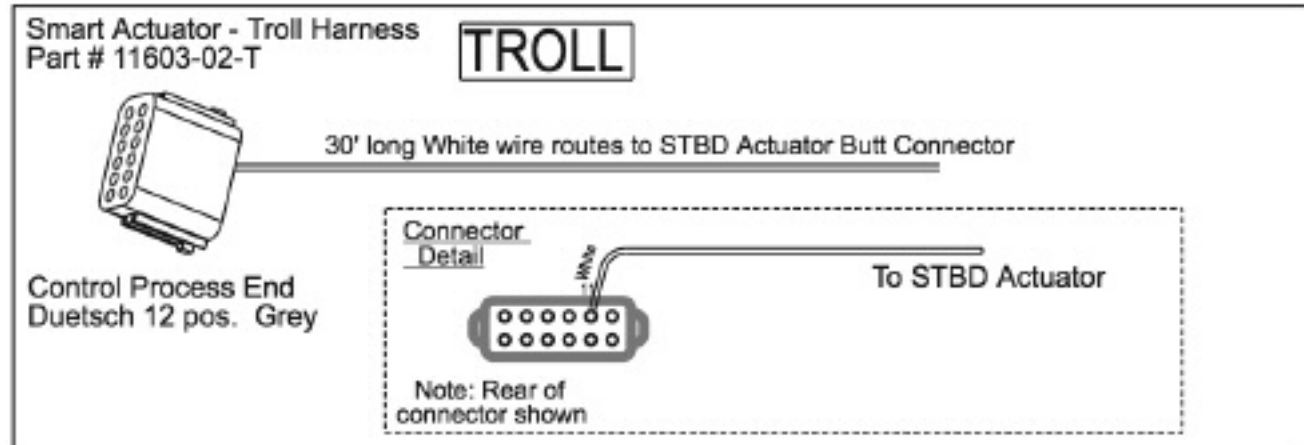 Smart Actuator - Troll Harness
Part # 11603-02-T
TROLL
30' long White wire routes to STBD Actuator Butt Connector
Connector
Detail
White
To STBD Actuator
Control Process End
Duetsch 12 pos. Grey
Note: Rear of
connector shown